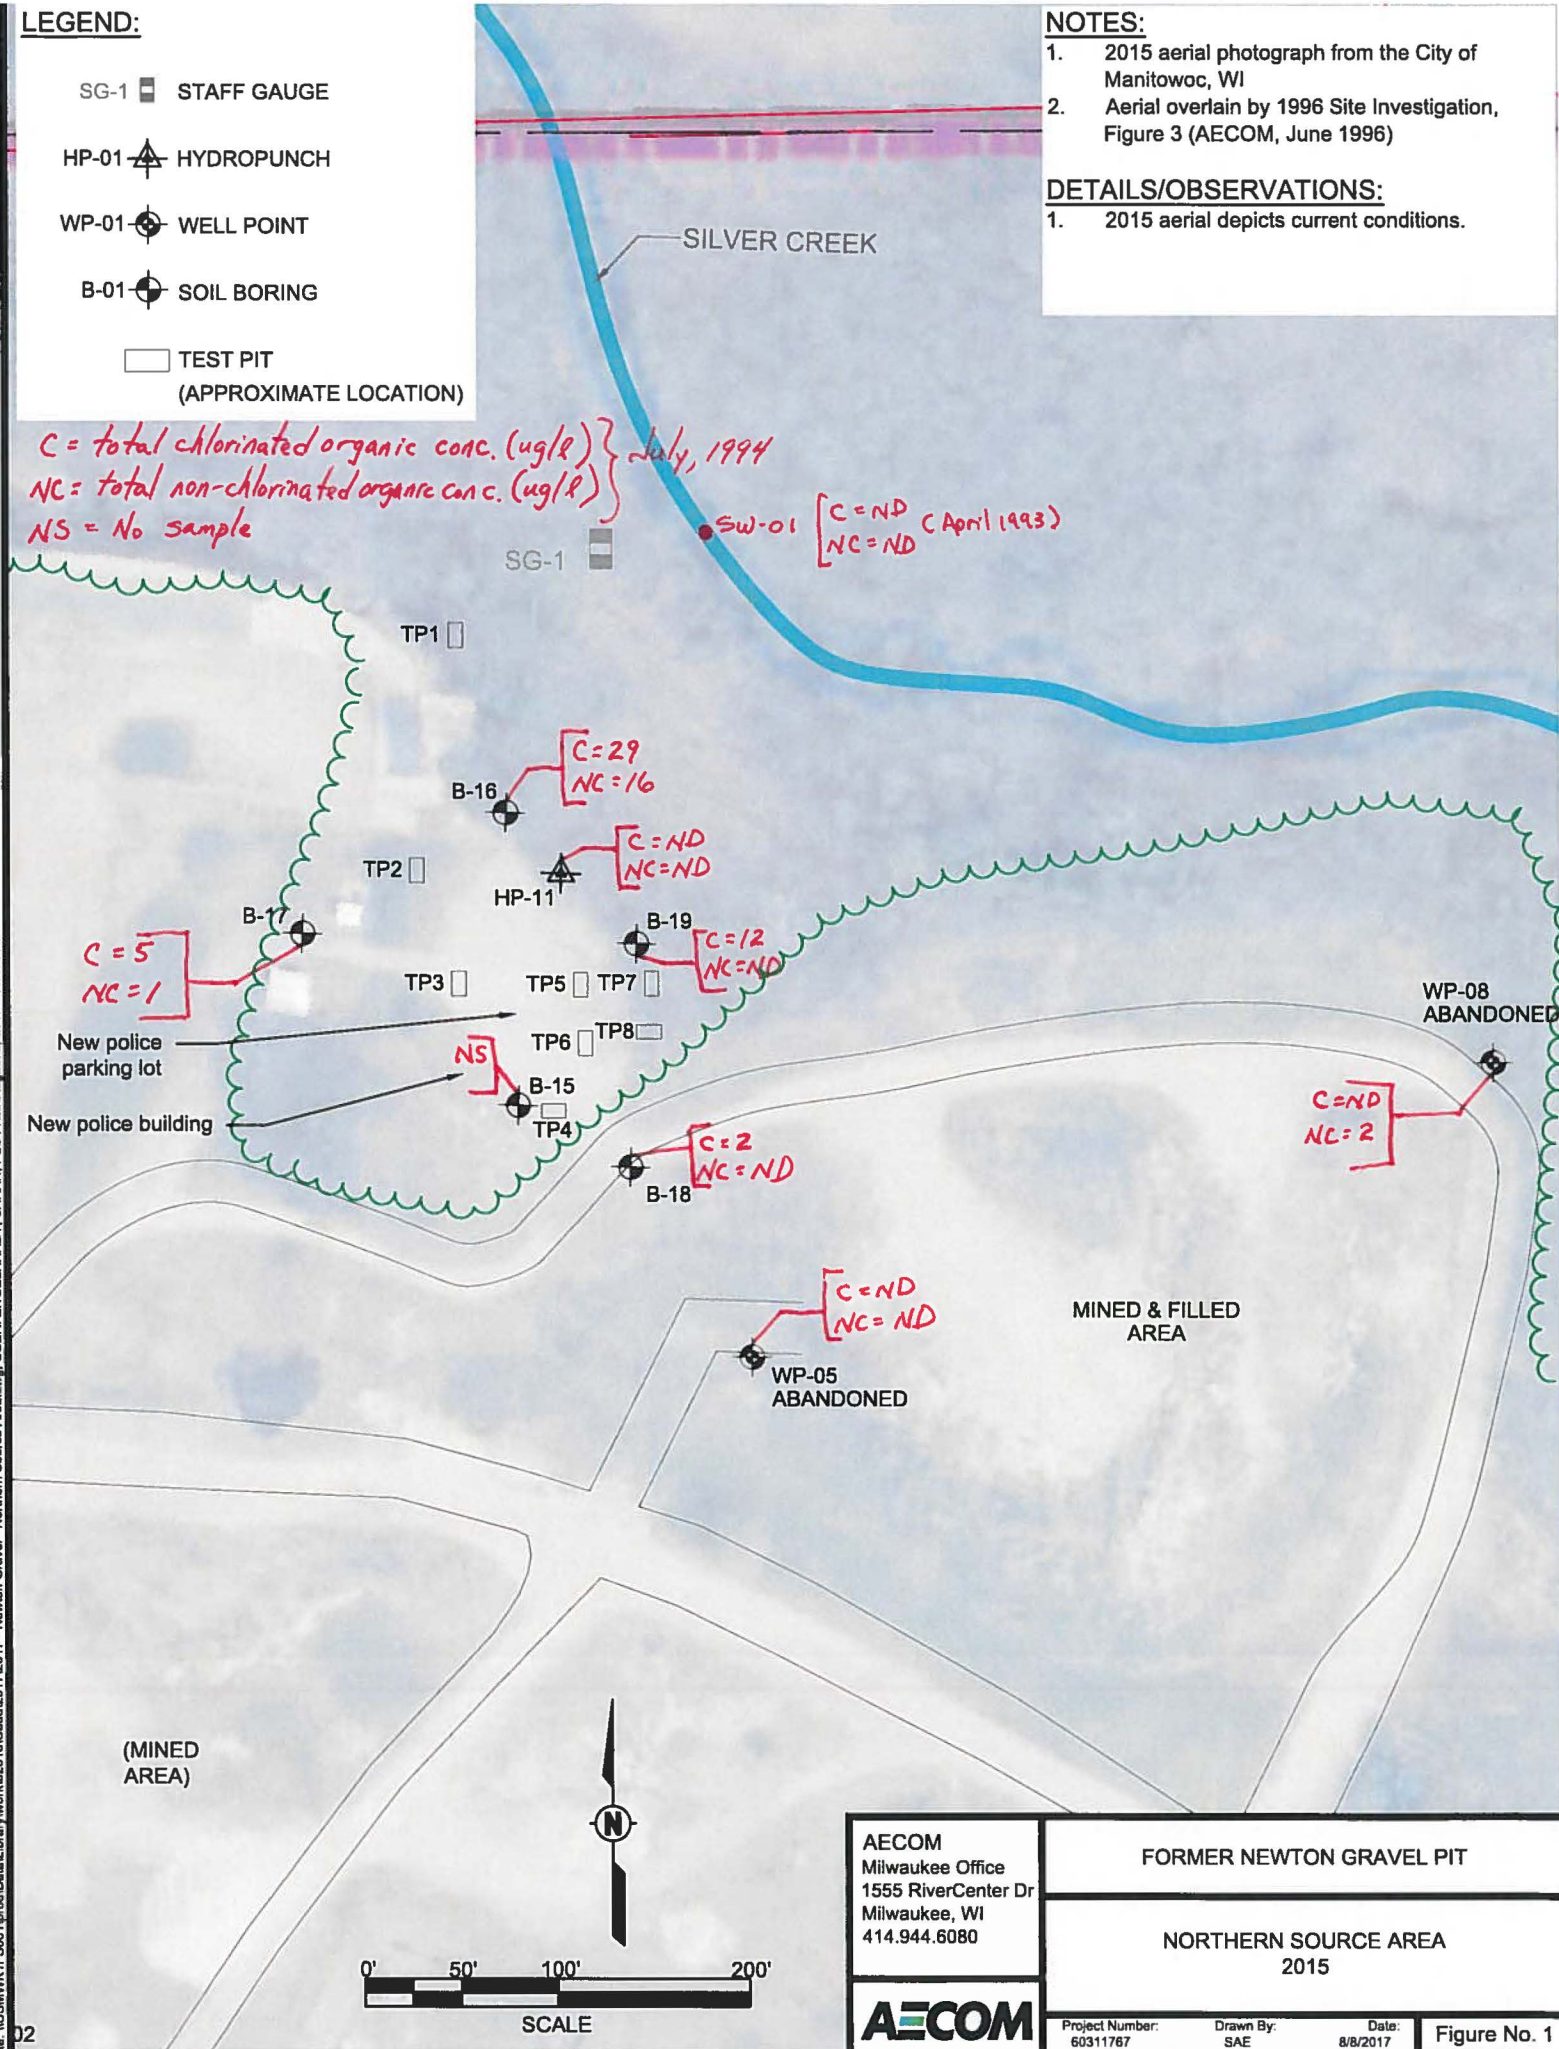 LEGEND:
SG-1 STAFF GAUGE
HP-01 HYDROPUNCH
WP-01 WELL POINT
B-01 SOIL BORING
TEST PIT
(APPROXIMATE LOCATION)
NOTES:
1. 2015 aerial photograph from the City of
Manitowoc, WI
2. Aerial overlain by 1996 Site Investigation,
Figure 3 (AECOM, June 1996)
DETAILS/OBSERVATIONS:
1. 2015 aerial depicts current conditions.
SILVER CREEK
C = total chlorinated organic conc. (ug/l)
NC = total non-chlorinated organic conc. (ug/l)
July, 1994
NS = No sample
SG-1
SW-01
C = ND
NC = ND
(April 1993)
TP1
B-16
C = 29
NC = 16
TP2
HP-11
C = ND
NC = ND
B-17
C = 5
NC = 1
B-19
C = 12
NC = ND
TP3
TP5
TP7
WP-08
ABANDONED
C = ND
NC = 2
New police
parking lot
TP6
TP8
NS
B-15
TP4
New police building
C = 2
NC = ND
B-18
C = ND
NC = ND
WP-05
ABANDONED
MINED & FILLED
AREA
(MINED
AREA)
N
0' 50' 100' 200'
SCALE
02
AECOM
Milwaukee Office
1555 RiverCenter Dr
Milwaukee, WI
414.944.6080
AECOM
FORMER NEWTON GRAVEL PIT
NORTHERN SOURCE AREA
2015
Project Number:
60311767
Drawn By:
SAE
Date:
8/8/2017
Figure No. 1